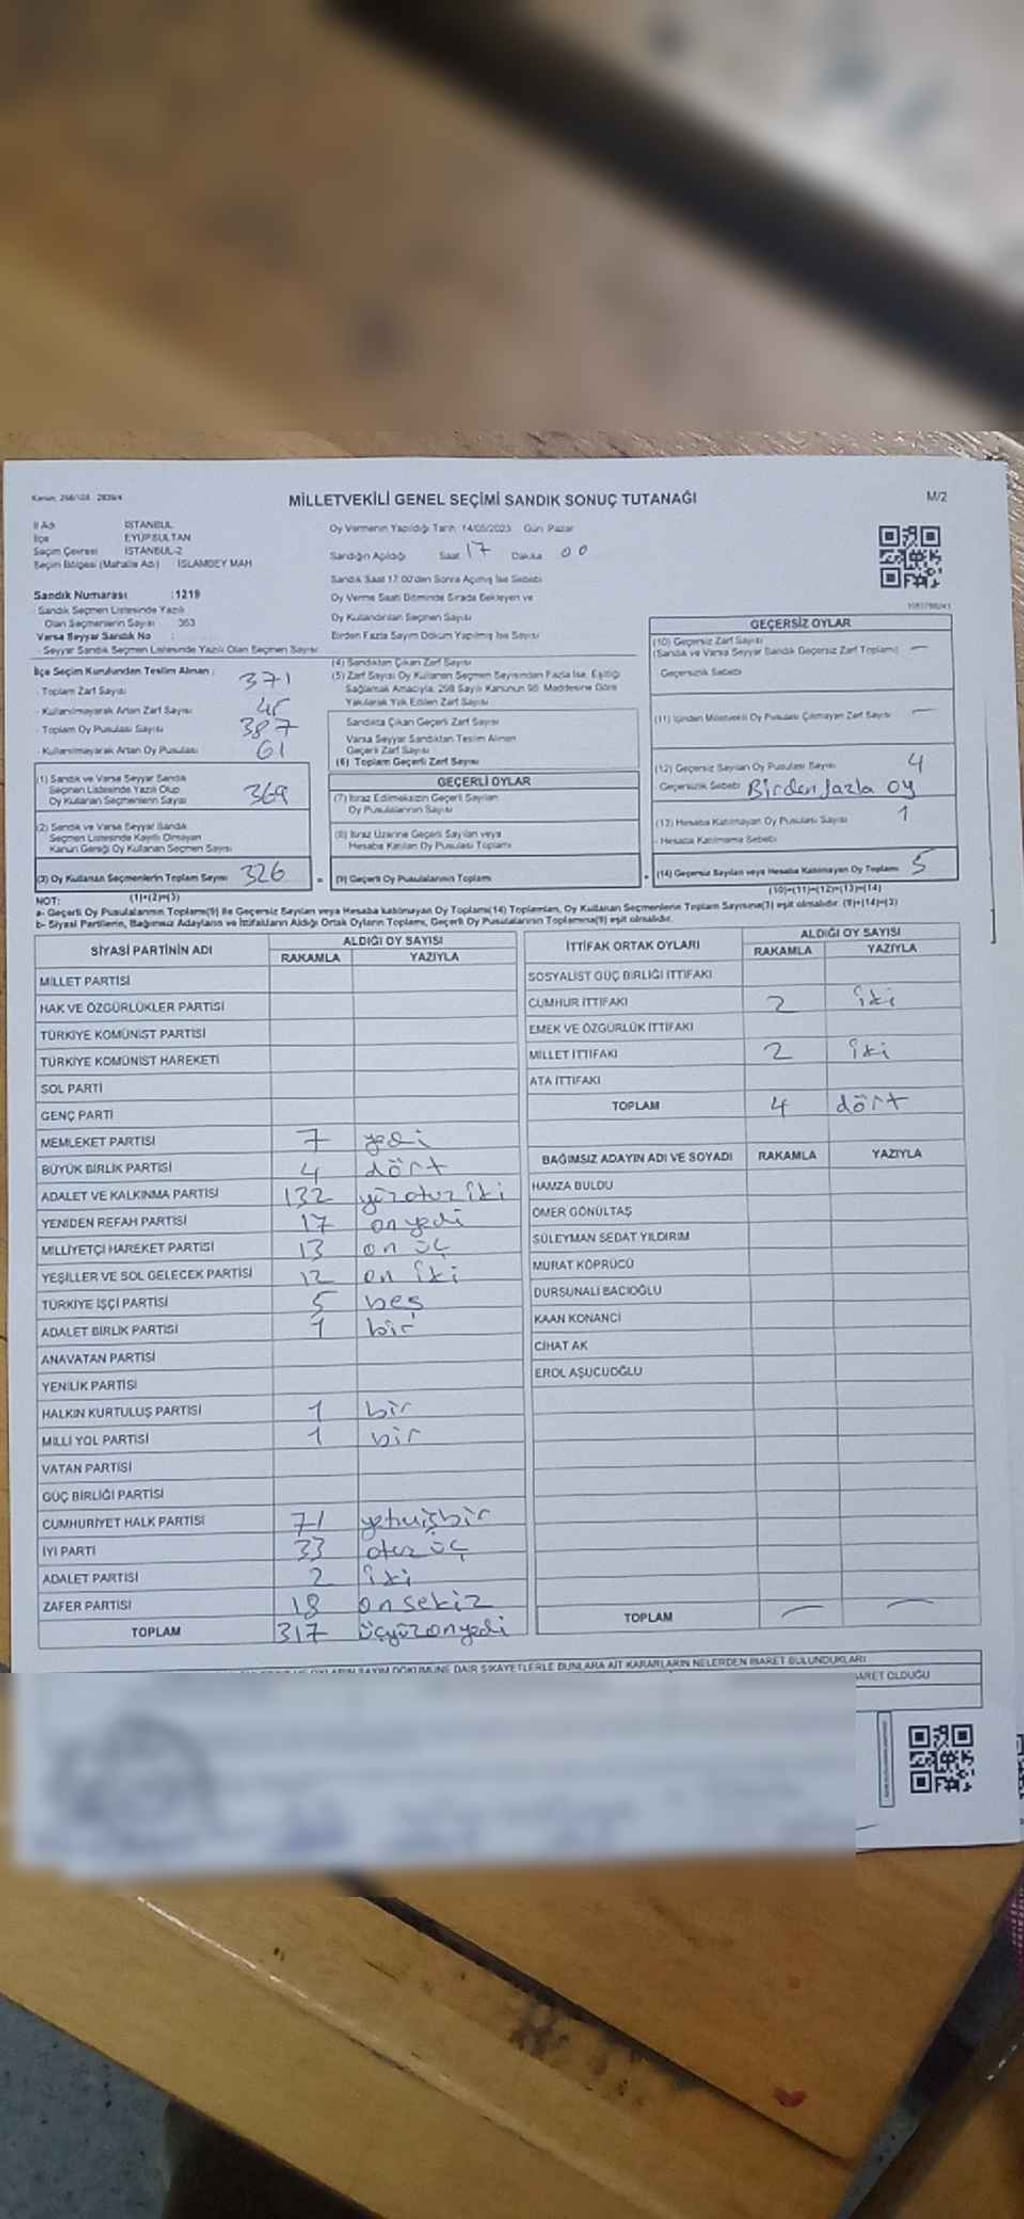 Kanun: 298/108 - 2839/4
MİLLETVEKİLİ GENEL SEÇİMİ SANDIK SONUÇ TUTANAĞI
M/2
İl Adı İSTANBUL
İlçe EYÜPSULTAN
Seçim Çevresi İSTANBUL-2
Seçim Bölgesi (Mahalle Adı) İSLAMBEY MAH
Oy Vermenin Yapıldığı Tarih: 14/05/2023 Gün: Pazar
Sandığın Açıldığı Saat 17 Dakika 00
Sandık Saat 17:00'den Sonra Açılmış İse Sebebi
Oy Verme Saati Bitiminde Sırada Bekleyen ve
Oy Kullandırılan Seçmen Sayısı
Birden Fazla Sayım Döküm Yapılmış İse Sayısı
Sandık Numarası :1219
- Sandık Seçmen Listesinde Yazılı
Olan Seçmenlerin Sayısı 363
Varsa Seyyar Sandık No :
- Seyyar Sandık Seçmen Listesinde Yazılı Olan Seçmen Sayısı
İlçe Seçim Kurulundan Teslim Alınan :
- Toplam Zarf Sayısı 371
- Kullanılmayarak Artan Zarf Sayısı 45
- Toplam Oy Pusulası Sayısı 387
- Kullanılmayarak Artan Oy Pusulası 61
(1) Sandık ve Varsa Seyyar Sandık
Seçmen Listesinde Yazılı Olup
Oy Kullanan Seçmenlerin Sayısı 369
(2) Sandık ve Varsa Seyyar Sandık
Seçmen Listesinde Kayıtlı Olmayan
Kanun Gereği Oy Kullanan Seçmen Sayısı
(3) Oy Kullanan Seçmenlerin Toplam Sayısı 326
(1)+(2)=(3)
(4) Sandıktan Çıkan Zarf Sayısı
(5) Zarf Sayısı Oy Kullanan Seçmen Sayısından Fazla İse, Eşitliği
Sağlamak Amacıyla, 298 Sayılı Kanunun 98. Maddesine Göre
Yakılarak Yok Edilen Zarf Sayısı
Sandıkta Çıkan Geçerli Zarf Sayısı
Varsa Seyyar Sandıktan Teslim Alınan
Geçerli Zarf Sayısı
(6) Toplam Geçerli Zarf Sayısı
GEÇERLİ OYLAR
(7) İtiraz Edilmeksizin Geçerli Sayılan
Oy Pusulalarının Sayısı
(8) İtiraz Üzerine Geçerli Sayılan veya
Hesaba Katılan Oy Pusulası Toplamı
(9) Geçerli Oy Pusulalarının Toplamı
GEÇERSİZ OYLAR
(10) Geçersiz Zarf Sayısı
(Sandık ve Varsa Seyyar Sandık Geçersiz Zarf Toplamı) —
Geçersizlik Sebebi
(11) İçinden Milletvekili Oy Pusulası Çıkmayan Zarf Sayısı —
(12) Geçersiz Sayılan Oy Pusulası Sayısı 4
Geçersizlik Sebebi Birden fazla oy
(13) Hesaba Katılmayan Oy Pusulası Sayısı 1
- Hesaba Katılmama Sebebi
(14) Geçersiz Sayılan veya Hesaba Katılmayan Oy Toplamı 5
(10)+(11)+(12)+(13)=(14)
NOT:
a- Geçerli Oy Pusulalarının Toplamı(9) ile Geçersiz Sayılan veya Hesaba katılmayan Oy Toplamı(14) Toplamları, Oy Kullanan Seçmenlerin Toplam Sayısına(3) eşit olmalıdır. (9)+(14)=(3)
b- Siyasi Partilerin, Bağımsız Adayların ve İttifakların Aldığı Ortak Oyların Toplamı, Geçerli Oy Pusulalarının Toplamına(9) eşit olmalıdır.
SİYASİ PARTİNİN ADI ALDIĞI OY SAYISI
RAKAMLA YAZIYLA
MİLLET PARTİSİ
HAK VE ÖZGÜRLÜKLER PARTİSİ
TÜRKİYE KOMÜNİST PARTİSİ
TÜRKİYE KOMÜNİST HAREKETİ
SOL PARTİ
GENÇ PARTİ
MEMLEKET PARTİSİ 7 yedi
BÜYÜK BİRLİK PARTİSİ 4 dört
ADALET VE KALKINMA PARTİSİ 132 yüzotuz iki
YENİDEN REFAH PARTİSİ 17 onyedi
MİLLİYETÇİ HAREKET PARTİSİ 13 on üç
YEŞİLLER VE SOL GELECEK PARTİSİ 12 on iki
TÜRKİYE İŞÇİ PARTİSİ 5 beş
ADALET BİRLİK PARTİSİ 1 bir
ANAVATAN PARTİSİ
YENİLİK PARTİSİ
HALKIN KURTULUŞ PARTİSİ 1 bir
MİLLİ YOL PARTİSİ 1 bir
VATAN PARTİSİ
GÜÇ BİRLİĞİ PARTİSİ
CUMHURİYET HALK PARTİSİ 71 yetmişbir
İYİ PARTİ 33 otuz üç
ADALET PARTİSİ 2 iki
ZAFER PARTİSİ 18 onsekiz
TOPLAM 317 üçyüzonyedi
İTTİFAK ORTAK OYLARI ALDIĞI OY SAYISI
RAKAMLA YAZIYLA
SOSYALİST GÜÇ BİRLİĞİ İTTİFAKI
CUMHUR İTTİFAKI 2 iki
EMEK VE ÖZGÜRLÜK İTTİFAKI
MİLLET İTTİFAKI 2 iki
ATA İTTİFAKI
TOPLAM 4 dört
BAĞIMSIZ ADAYIN ADI VE SOYADI RAKAMLA YAZIYLA
HAMZA BULDU
ÖMER GÖNÜLTAŞ
SÜLEYMAN SEDAT YILDIRIM
MURAT KÖPRÜCÜ
DURSUNALİ BACIOĞLU
KAAN KONANCI
CİHAT AK
EROL AŞUCUOĞLU
TOPLAM — —
OYLARIN SAYIM DÖKÜMÜNE DAİR ŞİKAYETLERLE BUNLARA AİT KARARLARIN NELERDEN İBARET BULUNDUKLARI
İBARET OLDUĞU